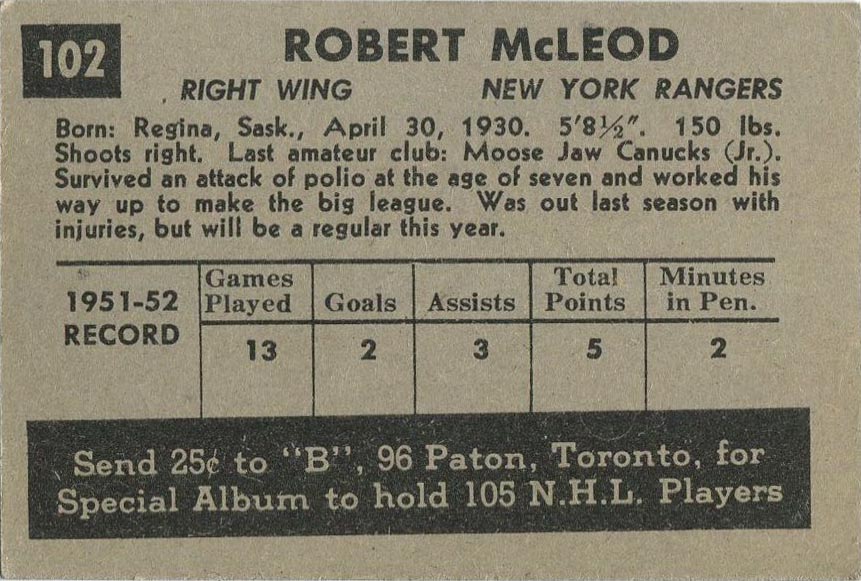 102
ROBERT McLEOD
RIGHT WING NEW YORK RANGERS
Born: Regina, Sask., April 30, 1930. 5'8½". 150 lbs.
Shoots right. Last amateur club: Moose Jaw Canucks (Jr.).
Survived an attack of polio at the age of seven and worked his
way up to make the big league. Was out last season with
injuries, but will be a regular this year.
1951-52 RECORD
Games Played
Goals
Assists
Total Points
Minutes in Pen.
13 2 3 5 2
Send 25¢ to "B", 96 Paton, Toronto, for
Special Album to hold 105 N.H.L. Players